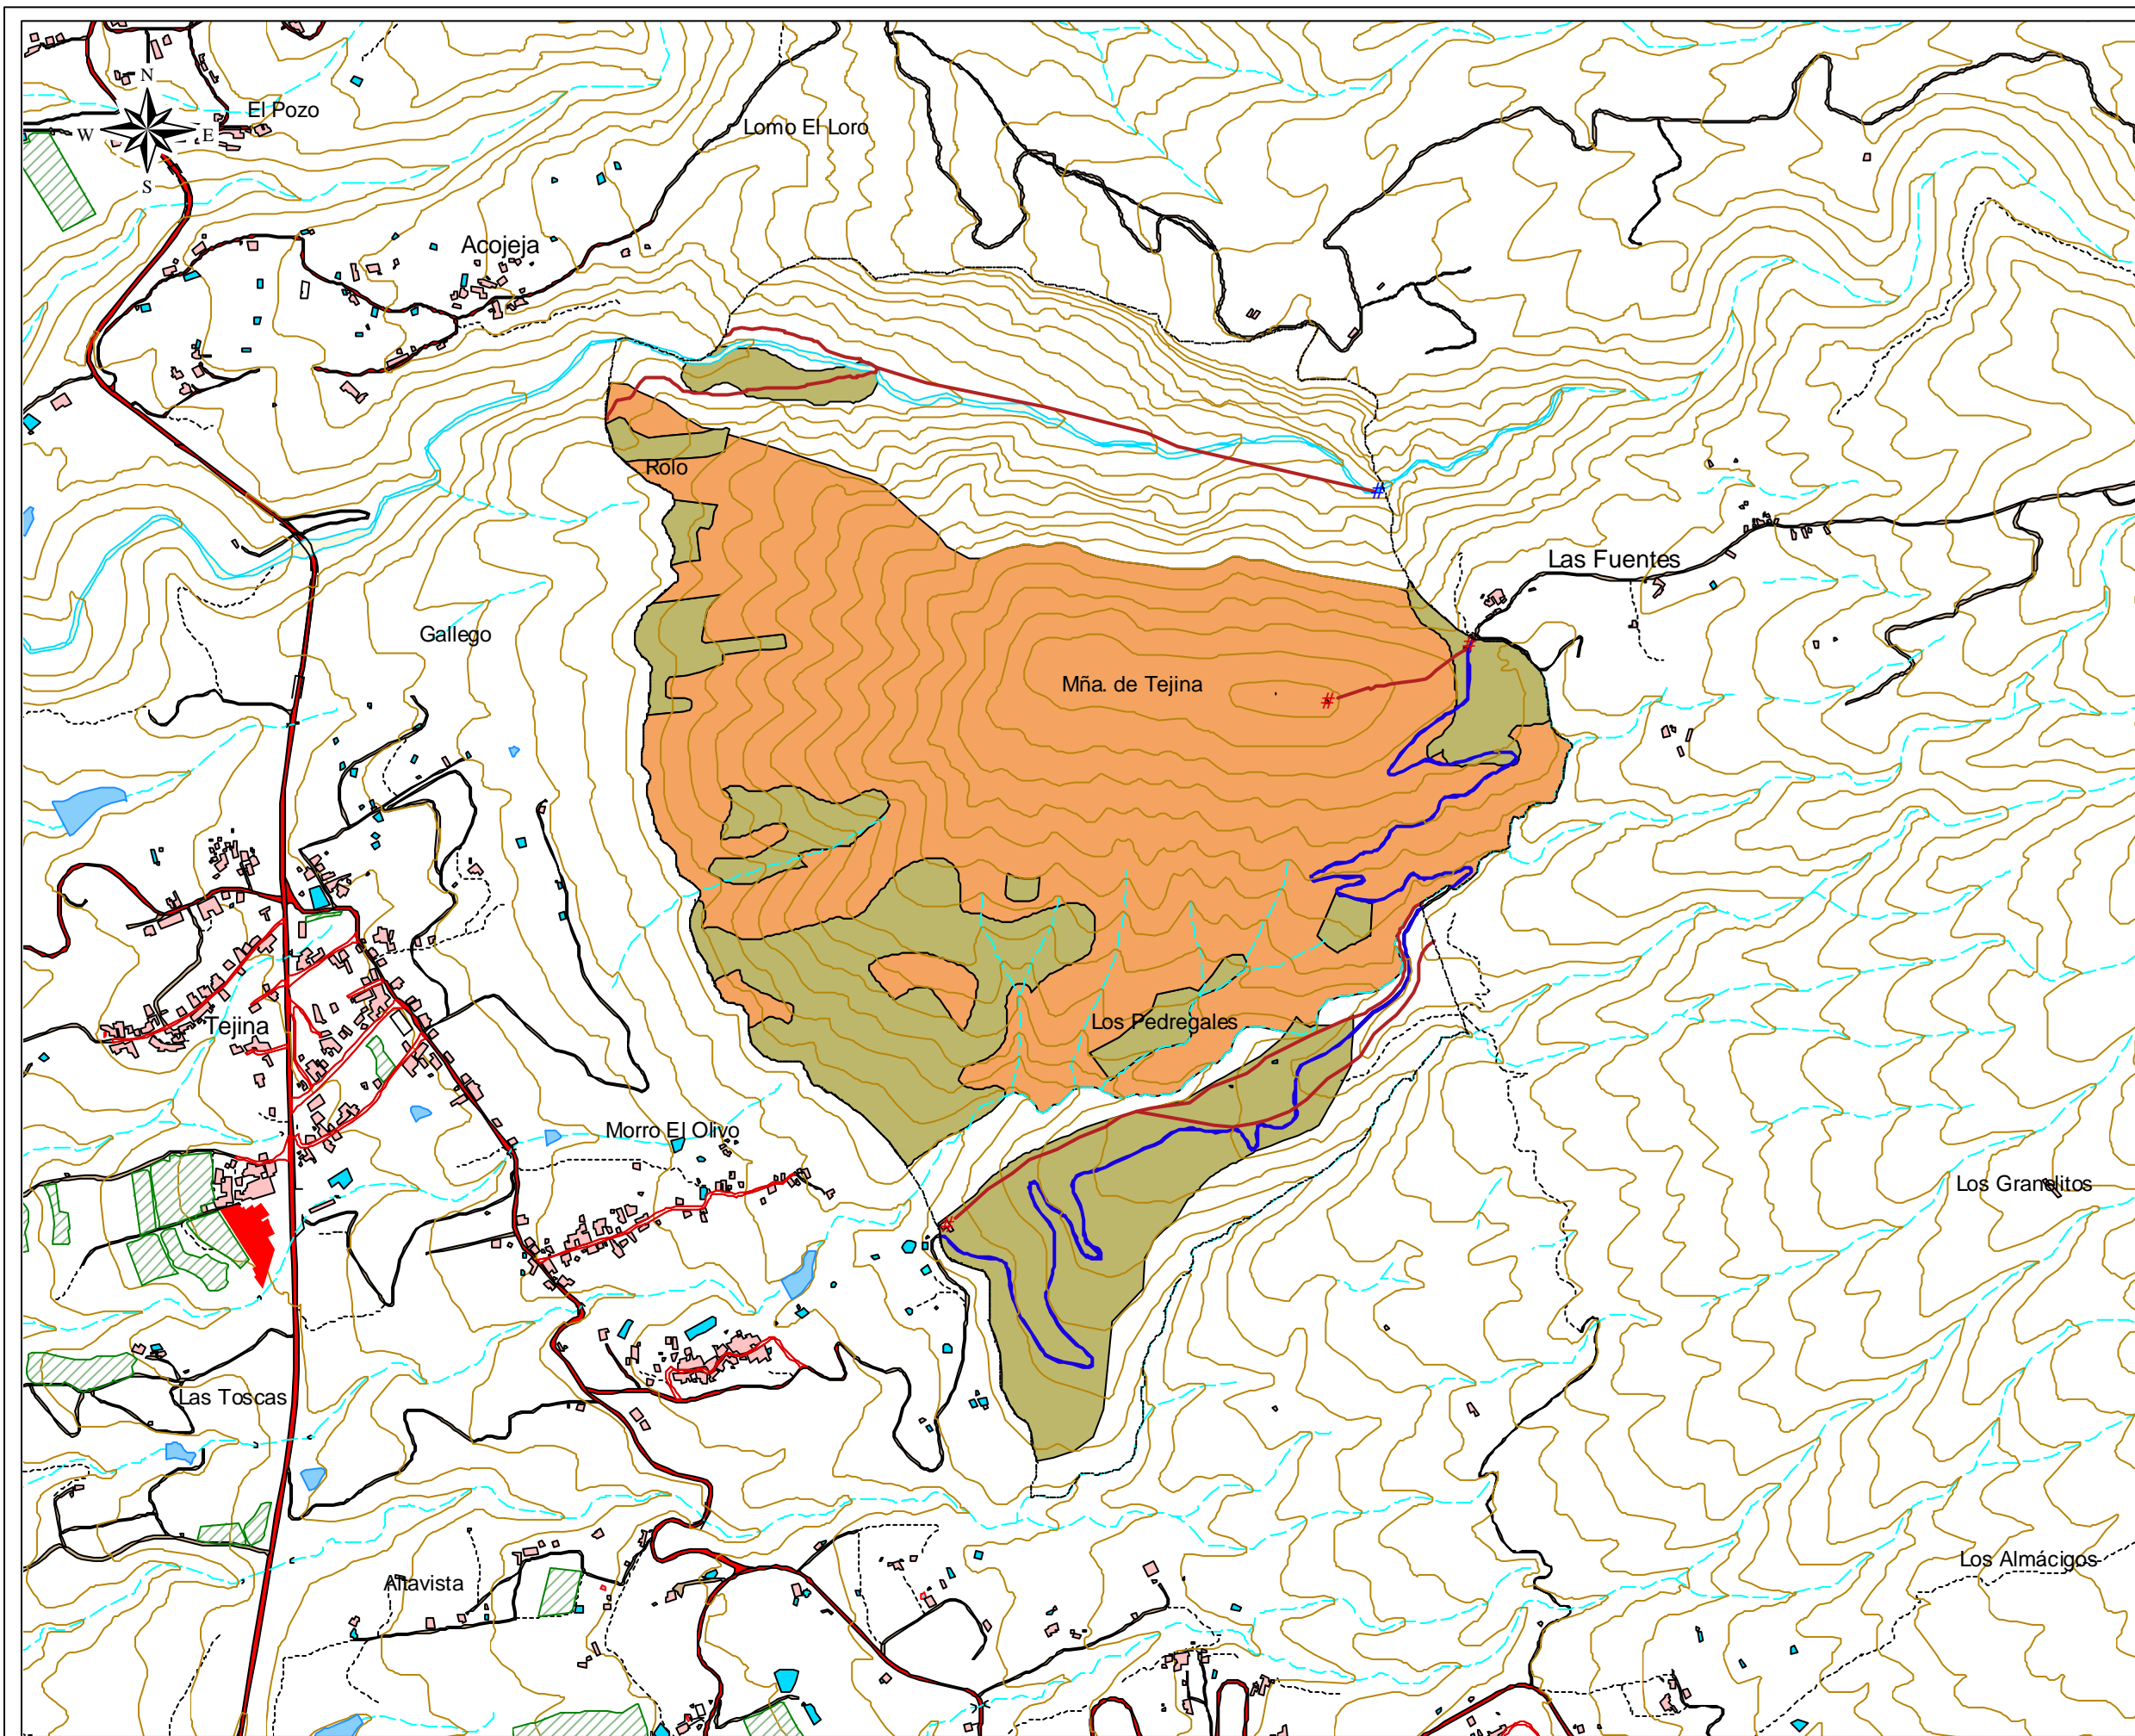 N
El Pozo
W
E
Lomo El Loro
S
Acojeja
Rolo
#
Las Fuentes
Gallego
#
Mña. de Tejina
#
Los Pedregales
Tejina
Morro El Olivo
Los Granelitos
#
Las Toscas
Los Almácigos
Altavista